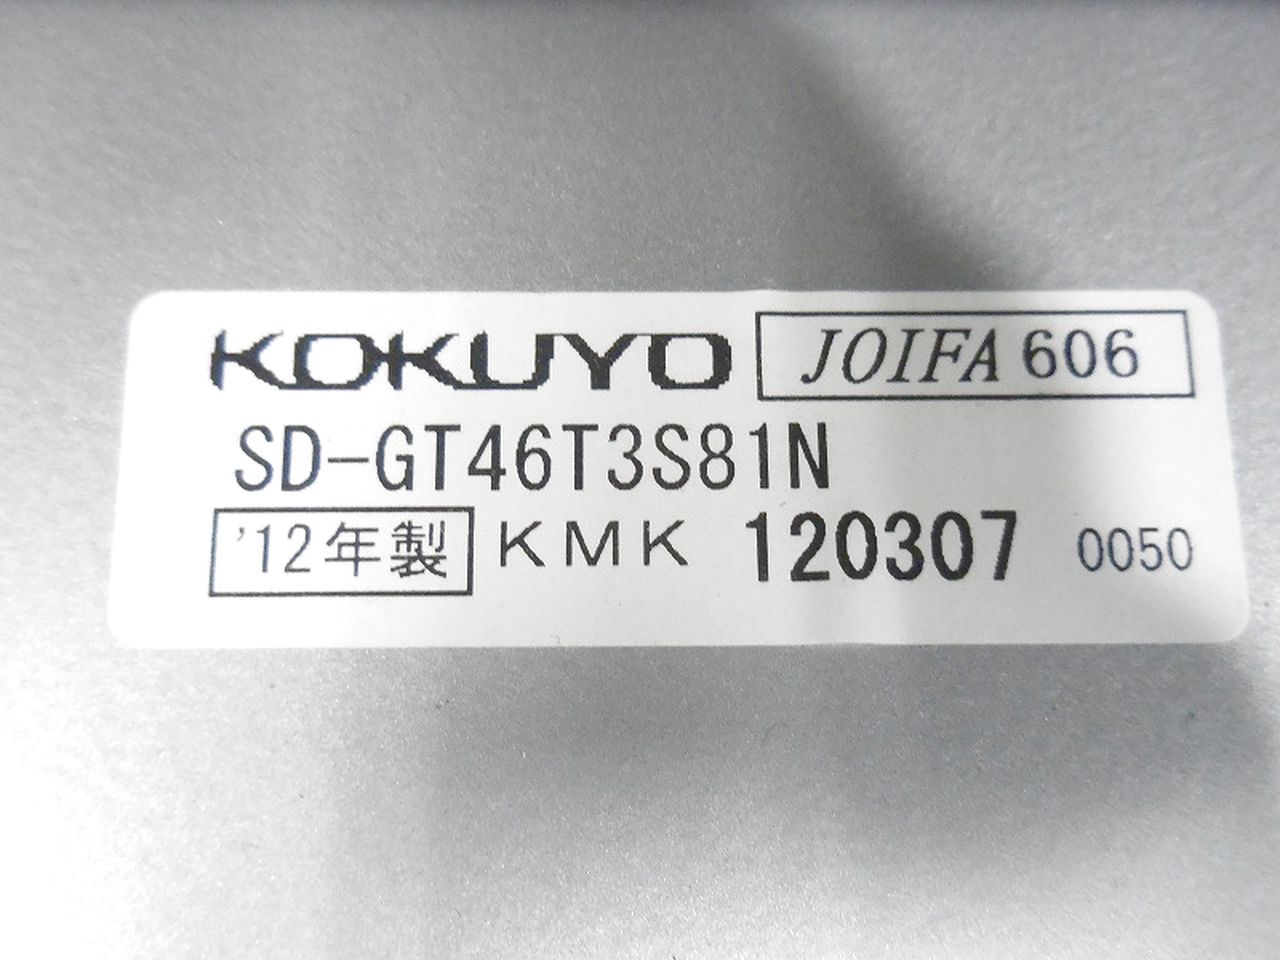 KOKUYO JOIFA 606
SD-GT46T3S81N
'12年製 KMK 120307 0050